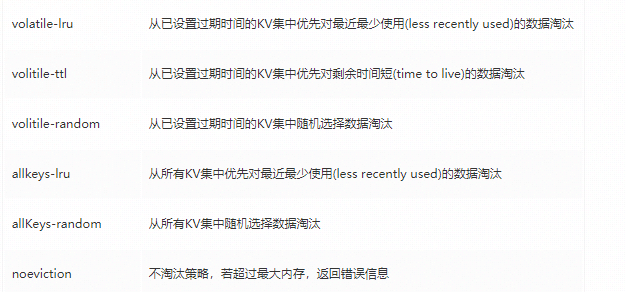 volatile-lru 从已设置过期时间的KV集中优先对最近最少使用(less recently used)的数据淘汰
volitile-ttl 从已设置过期时间的KV集中优先对剩余时间短(time to live)的数据淘汰
volitile-random 从已设置过期时间的KV集中随机选择数据淘汰
allkeys-lru 从所有KV集中优先对最近最少使用(less recently used)的数据淘汰
allKeys-random 从所有KV集中随机选择数据淘汰
noeviction 不淘汰策略，若超过最大内存，返回错误信息